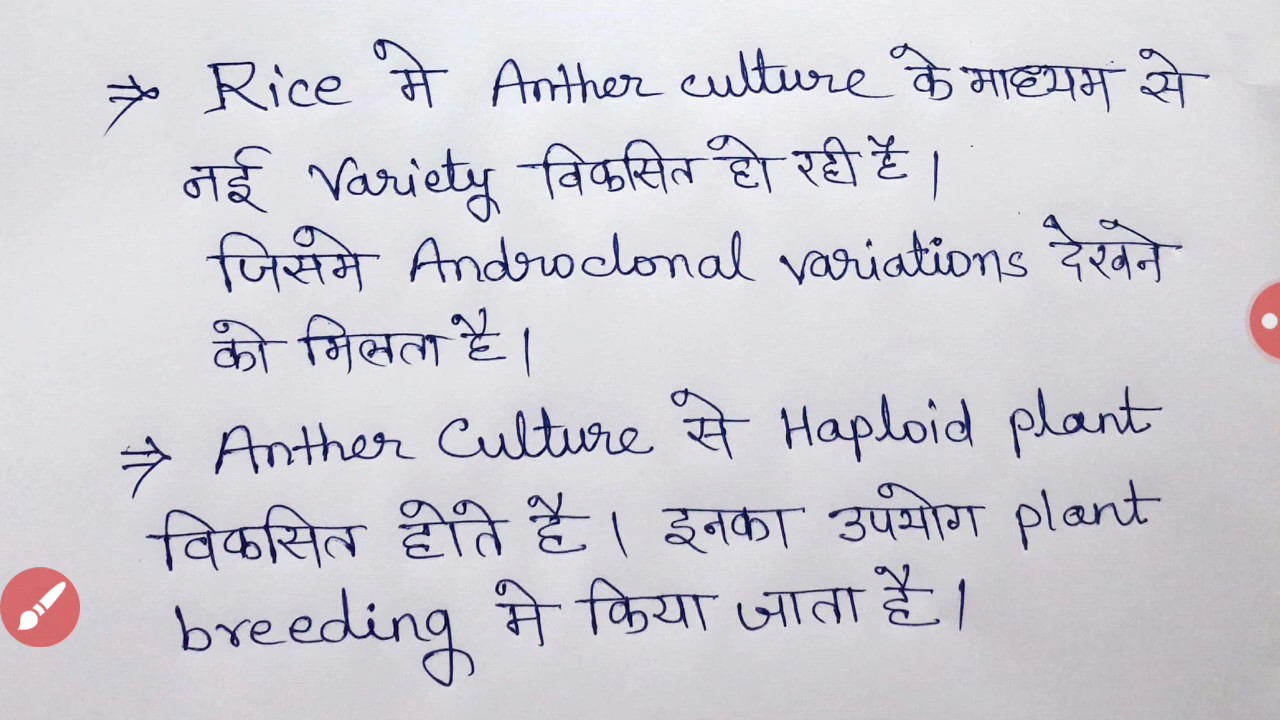 ⇒ Rice मे Anther culture के माध्यम से
नई Variety विकसित हो रही है।
जिसमे Androclonal variations देखने
को मिलता है।
⇒ Anther Culture से Haploid plant
विकसित होते है। इनका उपयोग plant
breeding मे किया जाता है।